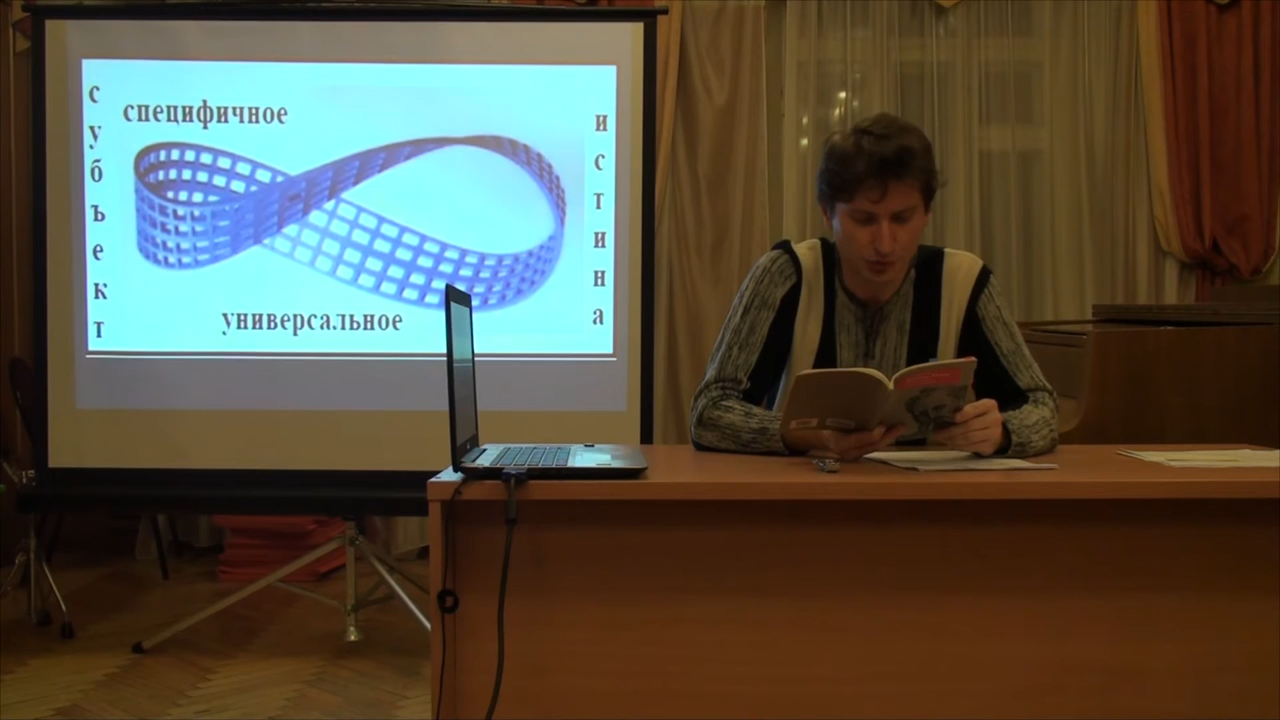 субъект
специфичное
универсальное
истина